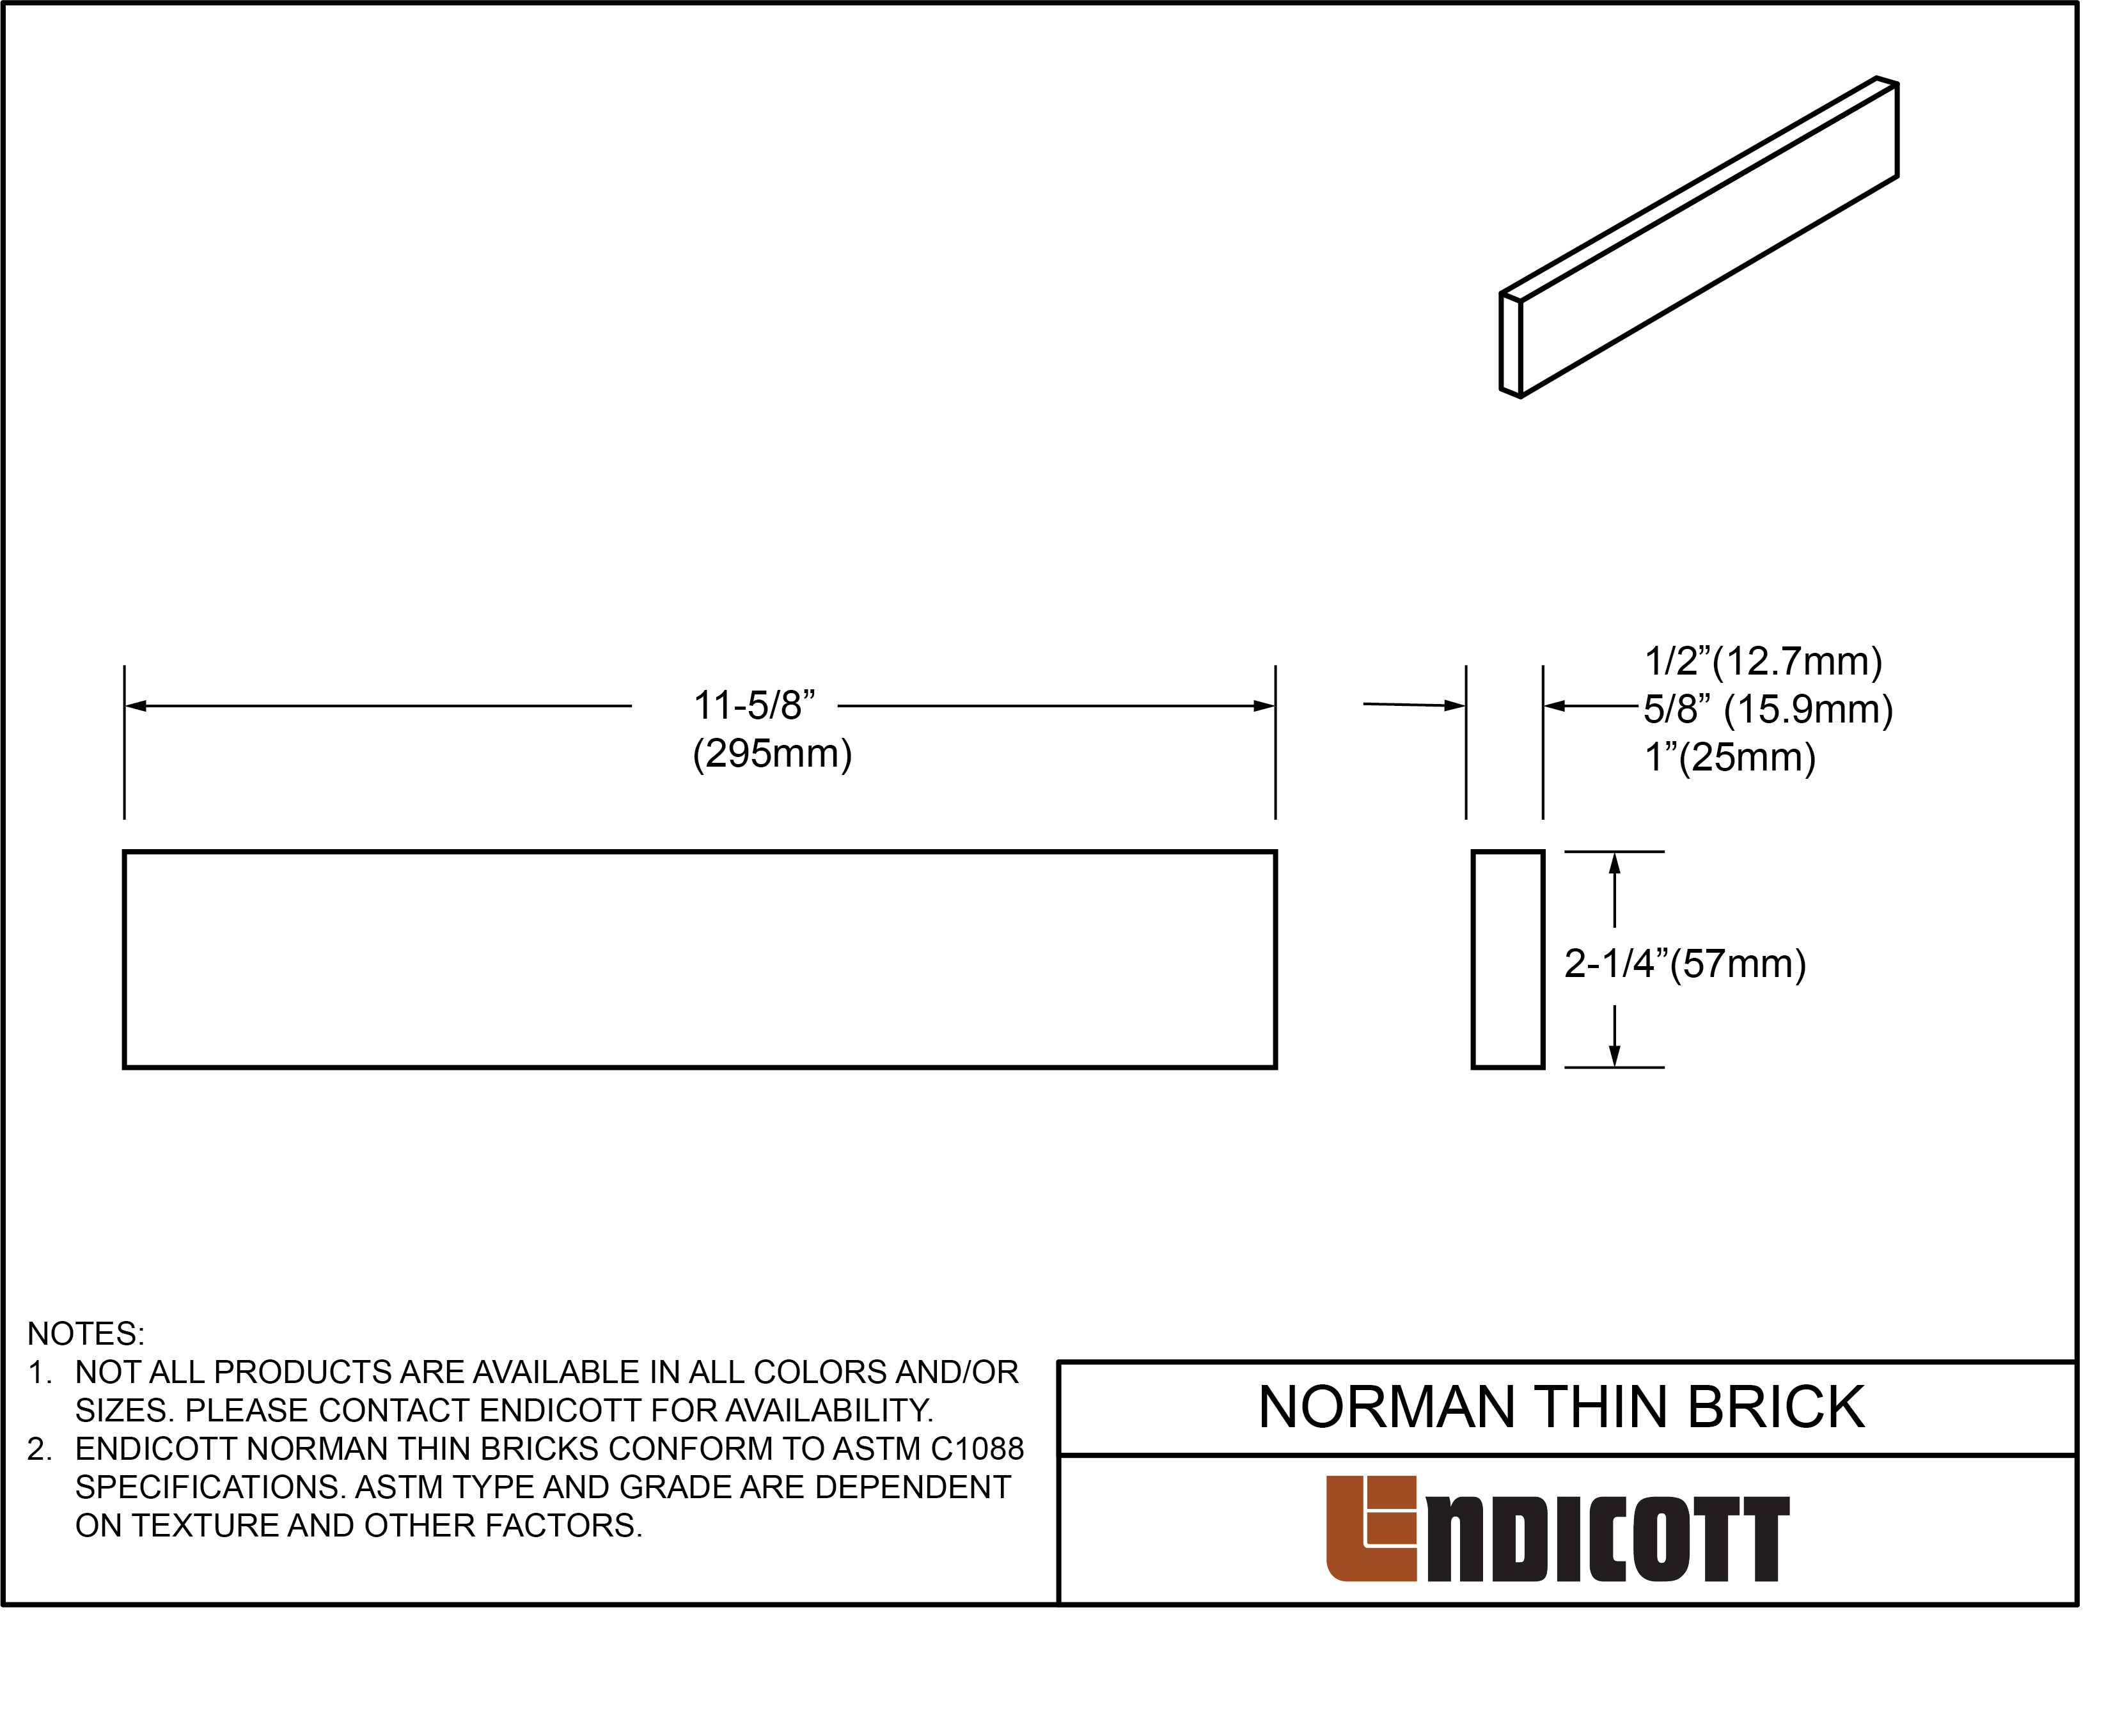 1/2”(12.7mm)
11-5/8”
5/8” (15.9mm)
(295mm)
1”(25mm)
2-1/4”(57mm)
NOTES:
1. NOT ALL PRODUCTS ARE AVAILABLE IN ALL COLORS AND/OR
SIZES. PLEASE CONTACT ENDICOTT FOR AVAILABILITY.
2. ENDICOTT NORMAN THIN BRICKS CONFORM TO ASTM C1088
SPECIFICATIONS. ASTM TYPE AND GRADE ARE DEPENDENT
ON TEXTURE AND OTHER FACTORS.
NORMAN THIN BRICK
ENDICOTT